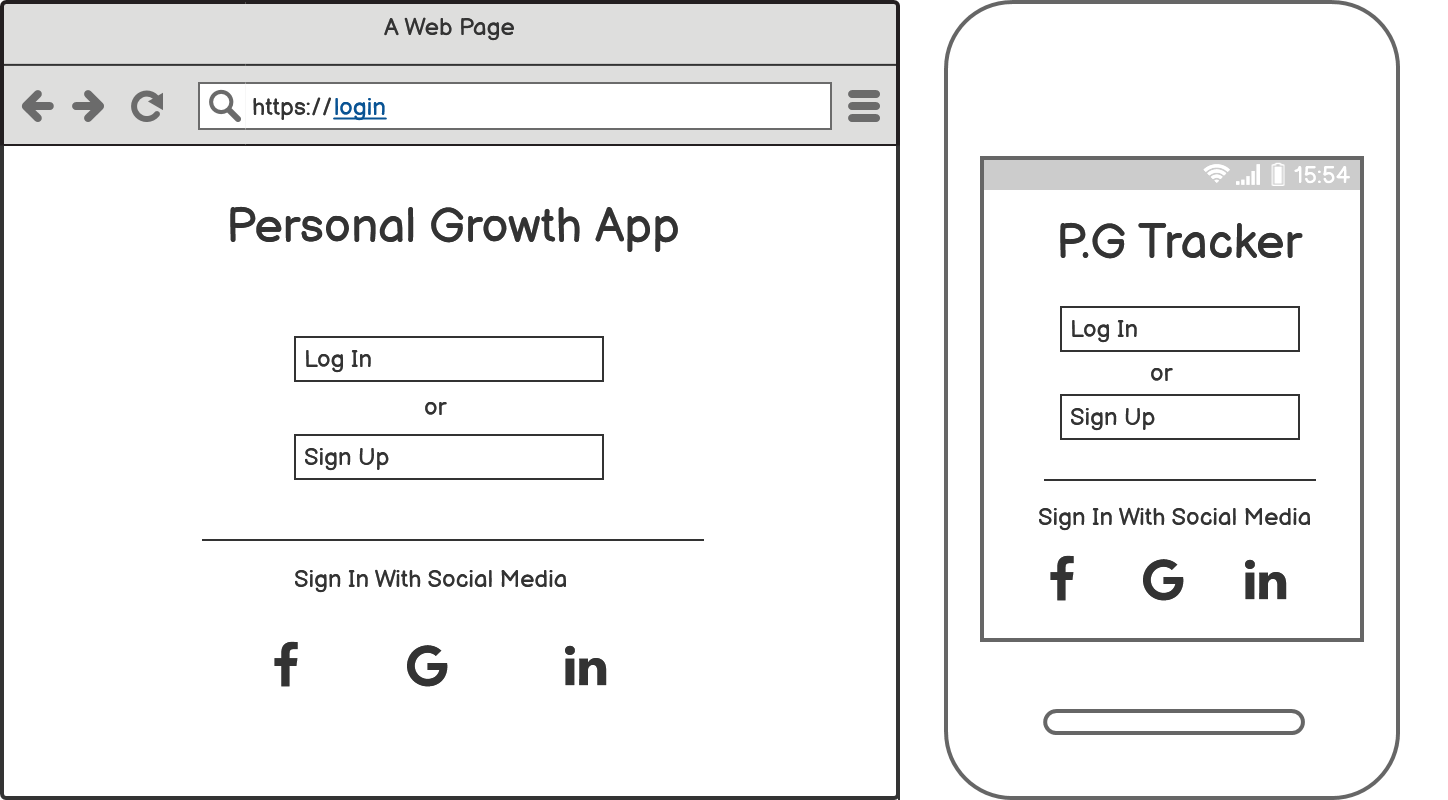 A Web Page
https://login
Personal Growth App
Log In
or
Sign Up
Sign In With Social Media
f G in
15:54
P.G Tracker
Log In
or
Sign Up
Sign In With Social Media
f G in